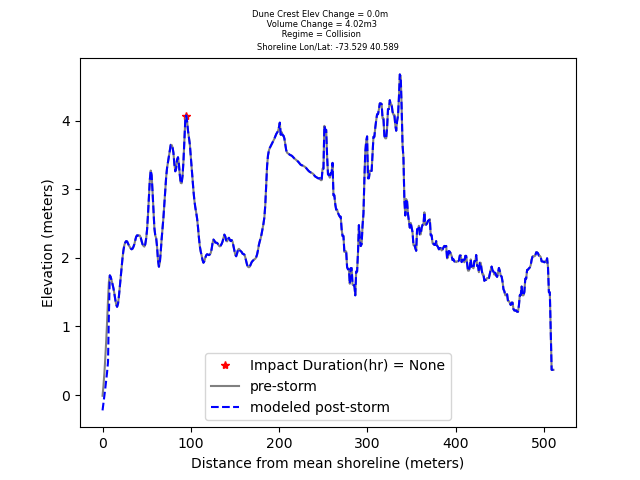 Dune Crest Elev Change = 0.0m
Volume Change = 4.02m3
Regime = Collision
Shoreline Lon/Lat: -73.529 40.589
Elevation (meters)
4
3
2
1
0
Impact Duration(hr) = None
pre-storm
modeled post-storm
0 100 200 300 400 500
Distance from mean shoreline (meters)